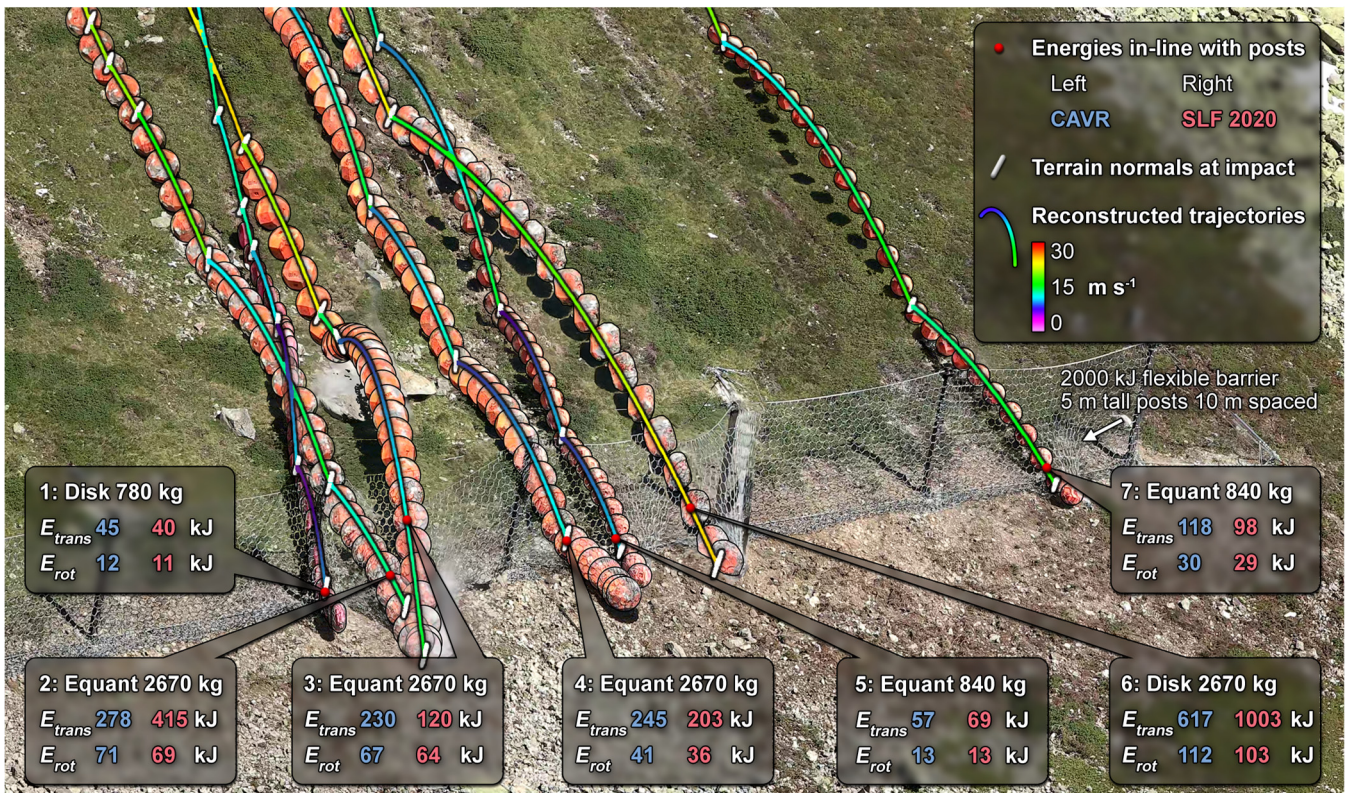 Energies in-line with posts
Left Right
CAVR SLF 2020
Terrain normals at impact
Reconstructed trajectories
30
15 m s⁻¹
0
2000 kJ flexible barrier
5 m tall posts 10 m spaced
1: Disk 780 kg
Etrans 45 40 kJ
Erot 12 11 kJ
7: Equant 840 kg
Etrans 118 98 kJ
Erot 30 29 kJ
2: Equant 2670 kg
Etrans 278 415 kJ
Erot 71 69 kJ
3: Equant 2670 kg
Etrans 230 120 kJ
Erot 67 64 kJ
4: Equant 2670 kg
Etrans 245 203 kJ
Erot 41 36 kJ
5: Equant 840 kg
Etrans 57 69 kJ
Erot 13 13 kJ
6: Disk 2670 kg
Etrans 617 1003 kJ
Erot 112 103 kJ